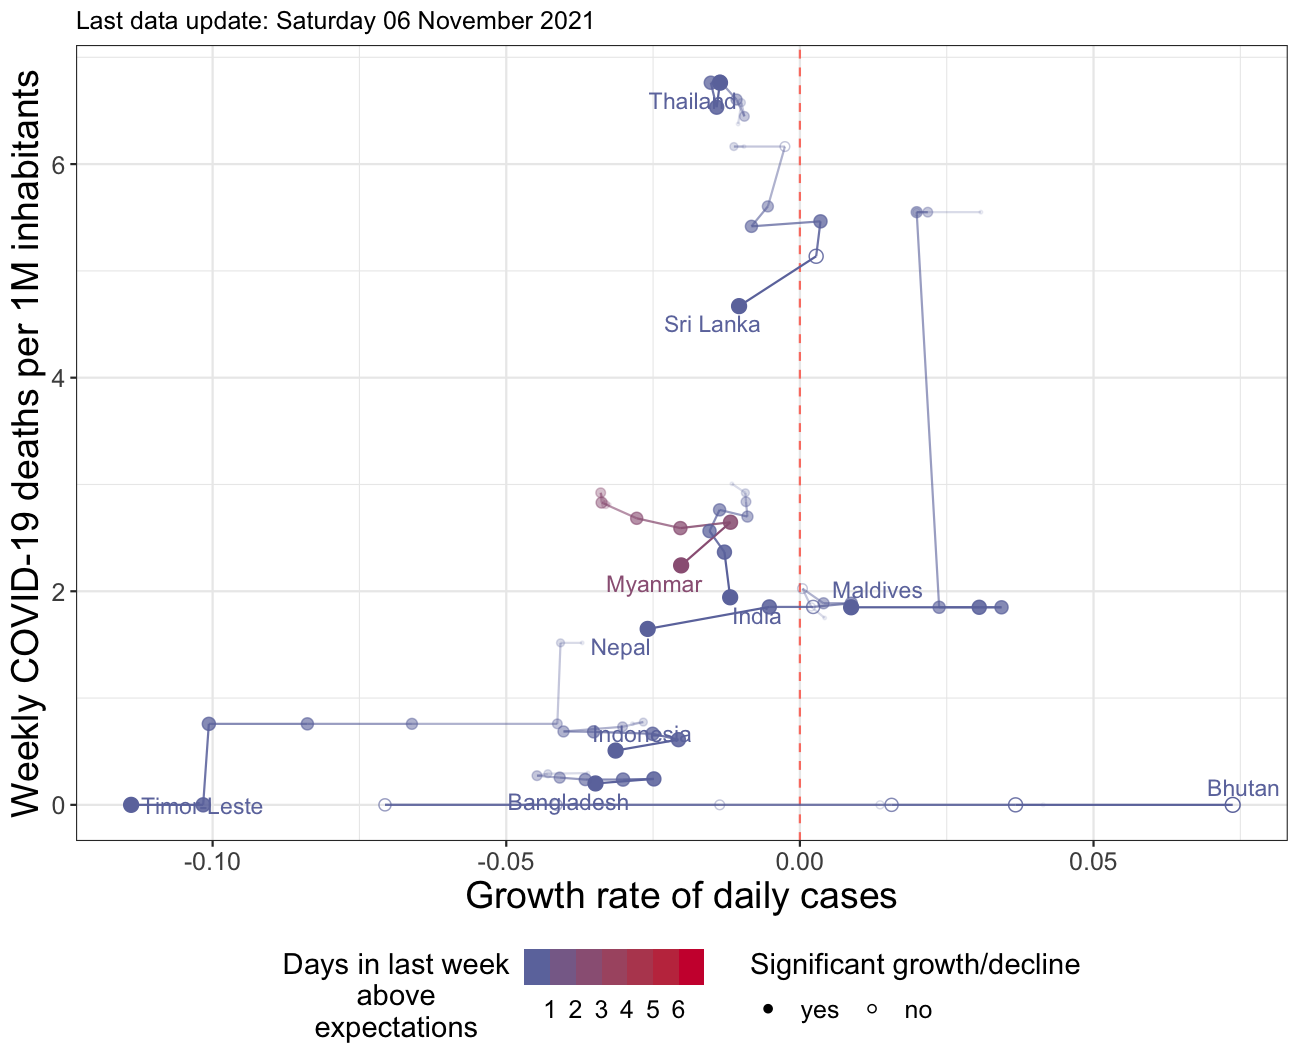 Last data update: Saturday 06 November 2021
Weekly COVID-19 deaths per 1M inhabitants
6
4
2
0
Thailand
Sri Lanka
Myanmar
Maldives
India
Nepal
Indonesia
Bangladesh
Timor-Leste
Bhutan
-0.10 -0.05 0.00 0.05
Growth rate of daily cases
Days in last week
above
expectations
1 2 3 4 5 6
Significant growth/decline
yes no